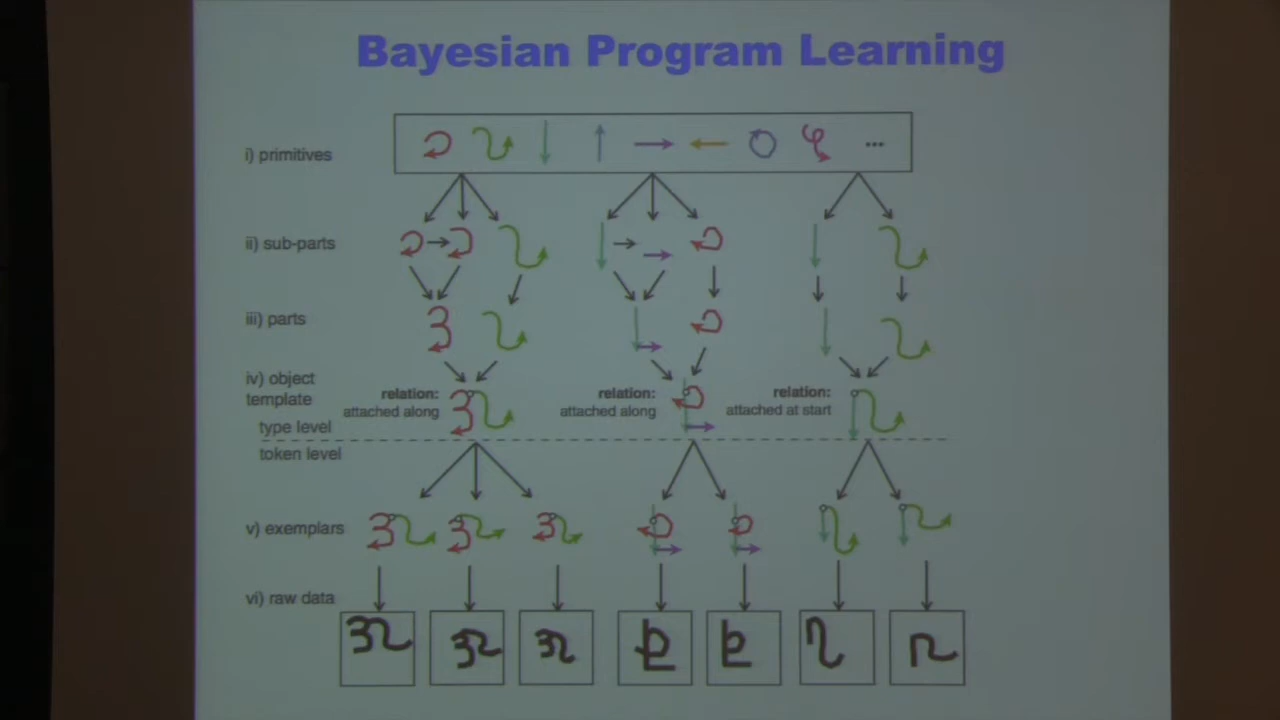 Bayesian Program Learning
i) primitives
...
ii) sub-parts
iii) parts
iv) object
template
relation:
attached along
relation:
attached along
relation:
attached at start
type level
token level
v) exemplars
vi) raw data